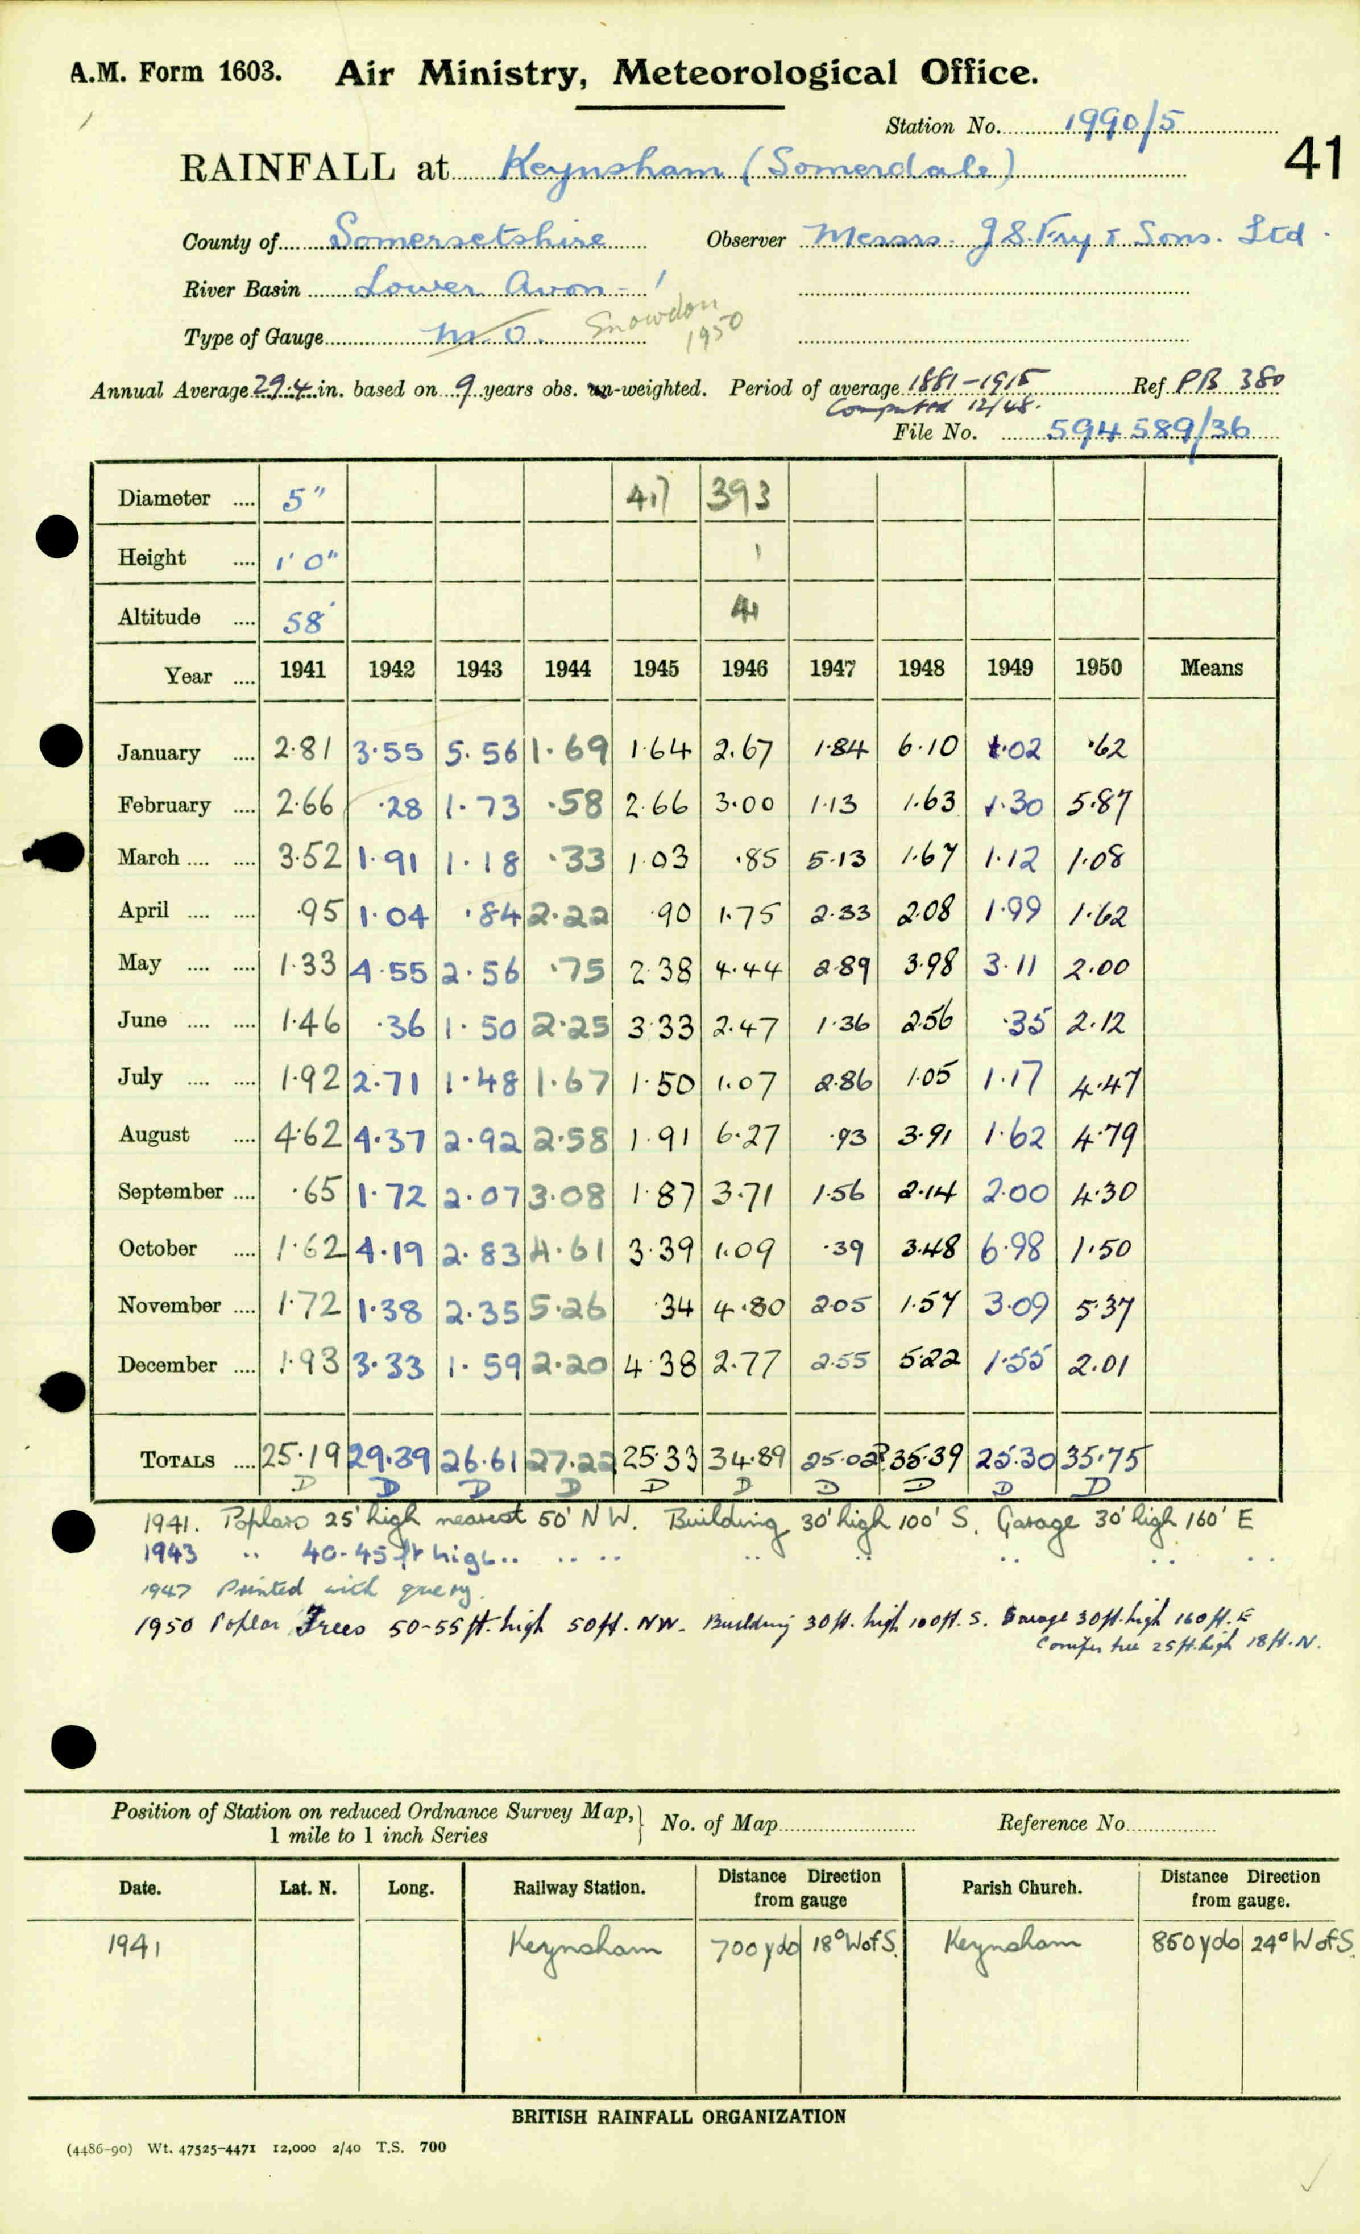 A.M. Form 1603. Air Ministry, Meteorological Office.
Station No. 1990/5
41
RAINFALL at Keynsham (Somerdale)
County of Somersetshire Observer Messrs. J.S. Fry & Sons. Ltd.
River Basin Lower Avon - 1
Type of Gauge M.O. Snowdon 1950
Annual Average 29.4 in. based on 9 years obs. un-weighted. Period of average 1881-1915 Ref PB 380
Computed 12/48.
File No. 594589/36
Diameter .... 5" 417 393
Height .... 1' 0" 1
Altitude .... 58' 41
Year .... 1941 1942 1943 1944 1945 1946 1947 1948 1949 1950 Means
January .... 2.81 3.55 5.56 1.69 1.64 2.67 1.84 6.10 1.02 .62
February .... 2.66 .28 1.73 .58 2.66 3.00 1.13 1.63 1.30 5.87
March .... .... 3.52 1.91 1.18 .33 1.03 .85 5.13 1.67 1.12 1.08
April .... .... .95 1.04 .84 2.22 .90 1.75 2.33 2.08 1.99 1.62
May .... .... 1.33 4.55 2.56 .75 2.38 4.44 2.89 3.98 3.11 2.00
June .... .... 1.46 .36 1.50 2.25 3.33 2.47 1.36 2.56 .35 2.12
July .... .... 1.92 2.71 1.48 1.67 1.50 1.07 2.86 1.05 1.17 4.47
August .... 4.62 4.37 2.92 2.58 1.91 6.27 .93 3.91 1.62 4.79
September .... .65 1.72 2.07 3.08 1.87 3.71 1.56 2.14 2.00 4.30
October .... 1.62 4.19 2.83 4.61 3.39 1.09 .39 3.48 6.98 1.50
November .... 1.72 1.38 2.35 5.26 .34 4.80 2.05 1.57 3.09 5.37
December .... 1.93 3.33 1.59 2.20 4.38 2.77 2.55 5.22 1.55 2.01
TOTALS .... 25.19 29.39 26.61 27.22 25.33 34.89 25.02? 35.39 25.30 35.75
D D D D D D D D D D
1941. Poplars 25' high nearest 50' NW. Building 30' high 100' S. Garage 30' high 160' E
1943 .. 40-45 ft high .. .. .. .. .. .. .. ..
1947 Printed with query.
1950 Poplar Trees 50-55 ft. high 50 ft. NW. Building 30 ft. high 100 ft. S. Garage 30 ft. high 160 ft. E
Conifer tree 25 ft. high 18 ft. N.
Position of Station on reduced Ordnance Survey Map, 1 mile to 1 inch Series } No. of Map Reference No.
Date. Lat. N. Long. Railway Station. Distance Direction from gauge Parish Church. Distance Direction from gauge.
1941 Keynsham 700 yds 18° W of S. Keynsham 850 yds 24° W of S.
BRITISH RAINFALL ORGANIZATION
(4486-90) Wt. 47525-4471 12,000 2/40 T.S. 700